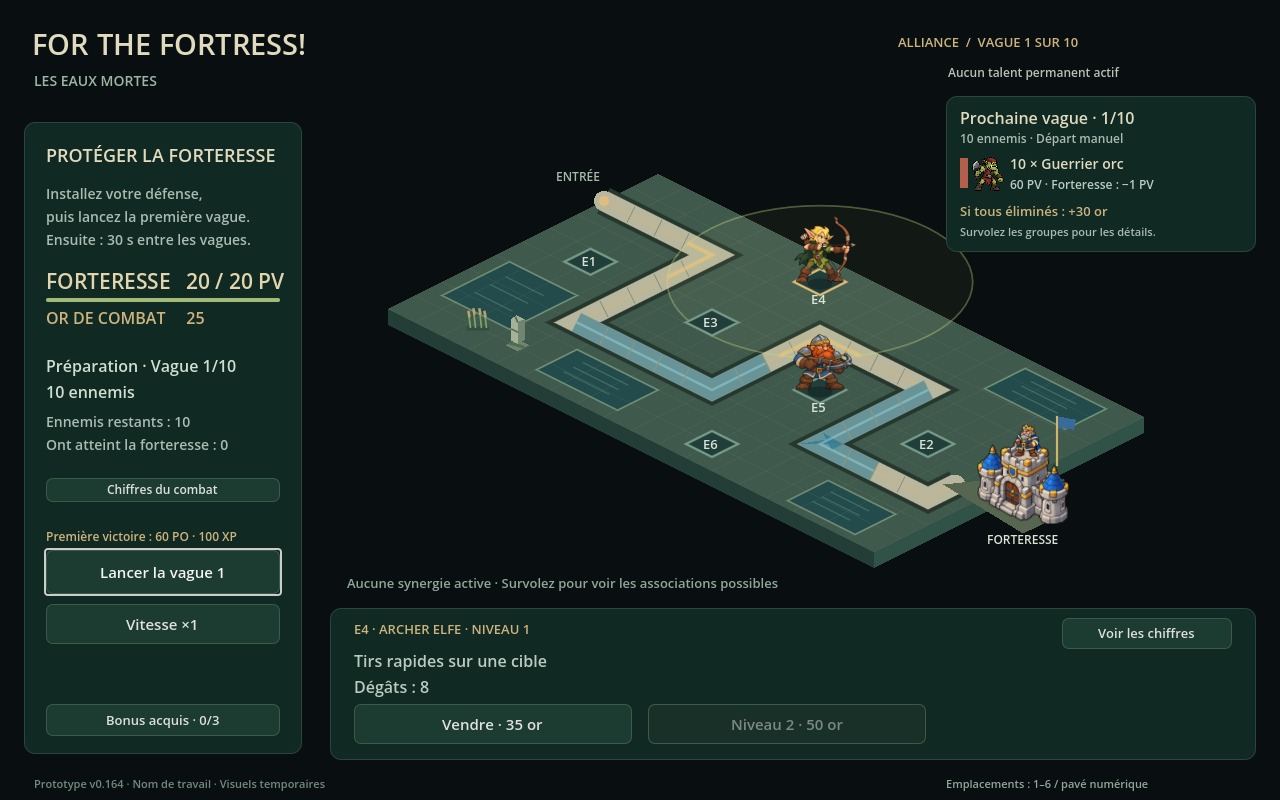 FOR THE FORTRESS!
LES EAUX MORTES
ALLIANCE / VAGUE 1 SUR 10
Aucun talent permanent actif
Prochaine vague · 1/10
10 ennemis · Départ manuel
10 × Guerrier orc
60 PV · Forteresse : −1 PV
Si tous éliminés : +30 or
Survolez les groupes pour les détails.
PROTÉGER LA FORTERESSE
Installez votre défense,
puis lancez la première vague.
Ensuite : 30 s entre les vagues.
FORTERESSE 20 / 20 PV
OR DE COMBAT 25
Préparation · Vague 1/10
10 ennemis
Ennemis restants : 10
Ont atteint la forteresse : 0
Chiffres du combat
Première victoire : 60 PO · 100 XP
Lancer la vague 1
Vitesse ×1
Bonus acquis · 0/3
ENTRÉE
E1
E4
E3
E5
E6
E2
FORTERESSE
Aucune synergie active · Survolez pour voir les associations possibles
E4 · ARCHER ELFE · NIVEAU 1
Voir les chiffres
Tirs rapides sur une cible
Dégâts : 8
Vendre · 35 or
Niveau 2 · 50 or
Prototype v0.164 · Nom de travail · Visuels temporaires
Emplacements : 1–6 / pavé numérique